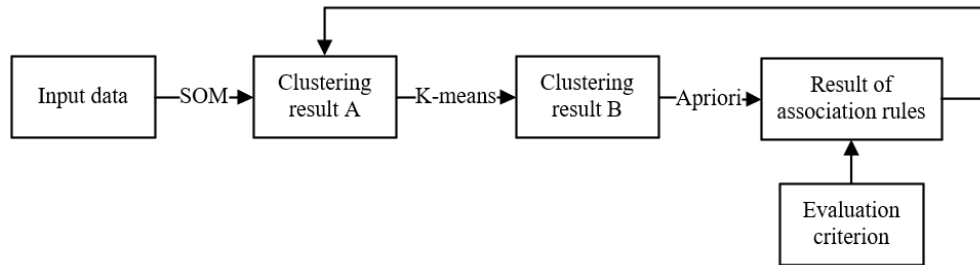 Input data
SOM
Clustering
result A
K-means
Clustering
result B
Apriori
Result of
association rules
Evaluation
criterion